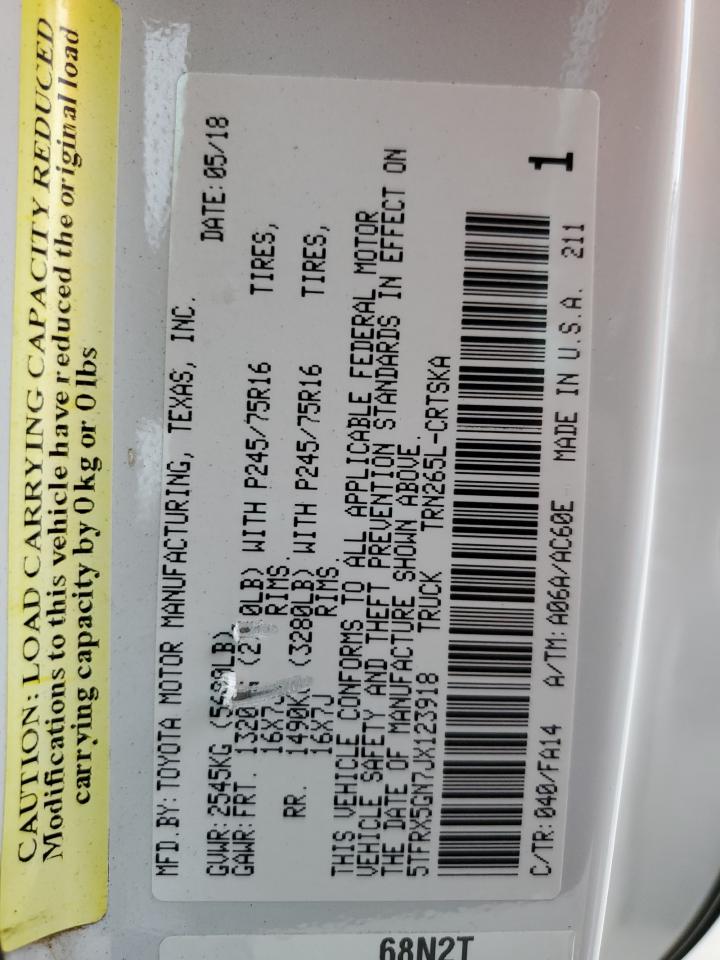 CAUTION: LOAD CARRYING CAPACITY REDUCED
Modifications to this vehicle have reduced the original load
carrying capacity by 0 kg or 0 lbs
MFD. BY: TOYOTA MOTOR MANUFACTURING, TEXAS, INC.
DATE: 05/18
GVWR: 2545KG
GAWR: FRT. 1320 WITH P245/75R16 TIRES,
16X7J RIMS.
RR. 1490K (3280LB) WITH P245/75R16 TIRES,
16X7J RIMS.
THIS VEHICLE CONFORMS TO ALL APPLICABLE FEDERAL MOTOR
VEHICLE SAFETY AND THEFT PREVENTION STANDARDS IN EFFECT ON
THE DATE OF MANUFACTURE SHOWN ABOVE.
5TFRX5GN7JX123918 TRUCK TRN265L-CRTSKA
1
C/TR: 040/FA14 A/TM: A06A/AC60E MADE IN U.S.A. 211
68N2T